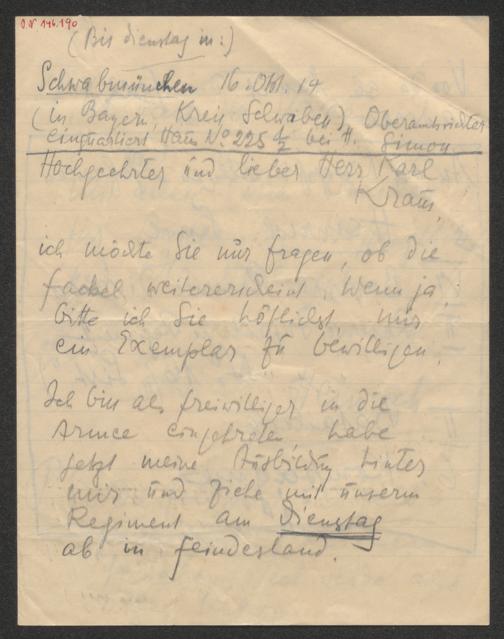 I.N 146.190
(Bis dienstag in:)
Schwabmünchen 16. Okt. 14
(in Bayern, Kreis Schwaben), Oberamtsrichter
einquartiert Haus No 225 1/2 bei H. Simon
Hochgeehrter und lieber Herr Karl
Kraus,
ich möchte Sie nur fragen, ob die
fackel weitererscheint. Wenn ja,
bitte ich Sie höflichst, mir
ein Exemplar zu bewilligen.
Ich bin als freiwilliger in die
Armee eingetreten habe
jetzt meine Ausbildung hinter
mir und ziehe mit unserm
Regiment am dienstag
ab in feindesland.